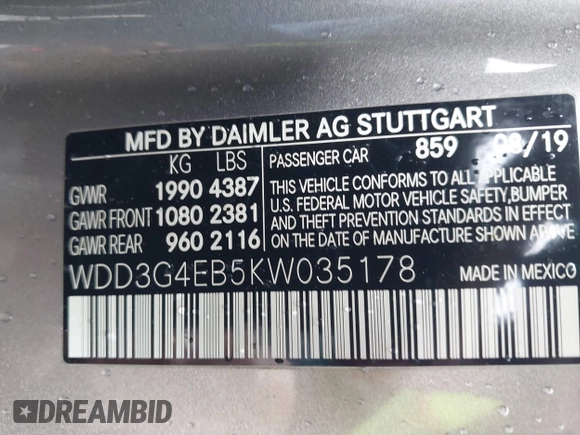 MFD BY DAIMLER AG STUTTGART
KG LBS
PASSENGER CAR 859 08/19
GVWR 1990 4387
GAWR FRONT 1080 2381
GAWR REAR 960 2116
THIS VEHICLE CONFORMS TO ALL APPLICABLE
U.S. FEDERAL MOTOR VEHICLE SAFETY, BUMPER
AND THEFT PREVENTION STANDARDS IN EFFECT
ON THE DATE OF MANUFACTURE SHOWN ABOVE.
WDD3G4EB5KW035178
MADE IN MEXICO
DREAMBID